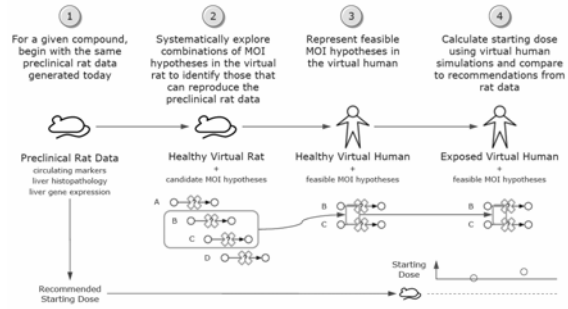 1
For a given compound,
begin with the same
preclinical rat data
generated today
2
Systematically explore
combinations of MOI
hypotheses in the virtual
rat to identify those that
can reproduce the
preclinical rat data
3
Represent feasible
MOI hypotheses in
the virtual human
4
Calculate starting dose
using virtual human
simulations and compare
to recommendations from
rat data
Preclinical Rat Data
circulating markers
liver histopathology
liver gene expression
Healthy Virtual Rat
+
candidate MOI hypotheses
Healthy Virtual Human
+
feasible MOI hypotheses
Exposed Virtual Human
+
feasible MOI hypotheses
A
B
C
D
B
C
B
C
Starting
Dose
Recommended
Starting Dose